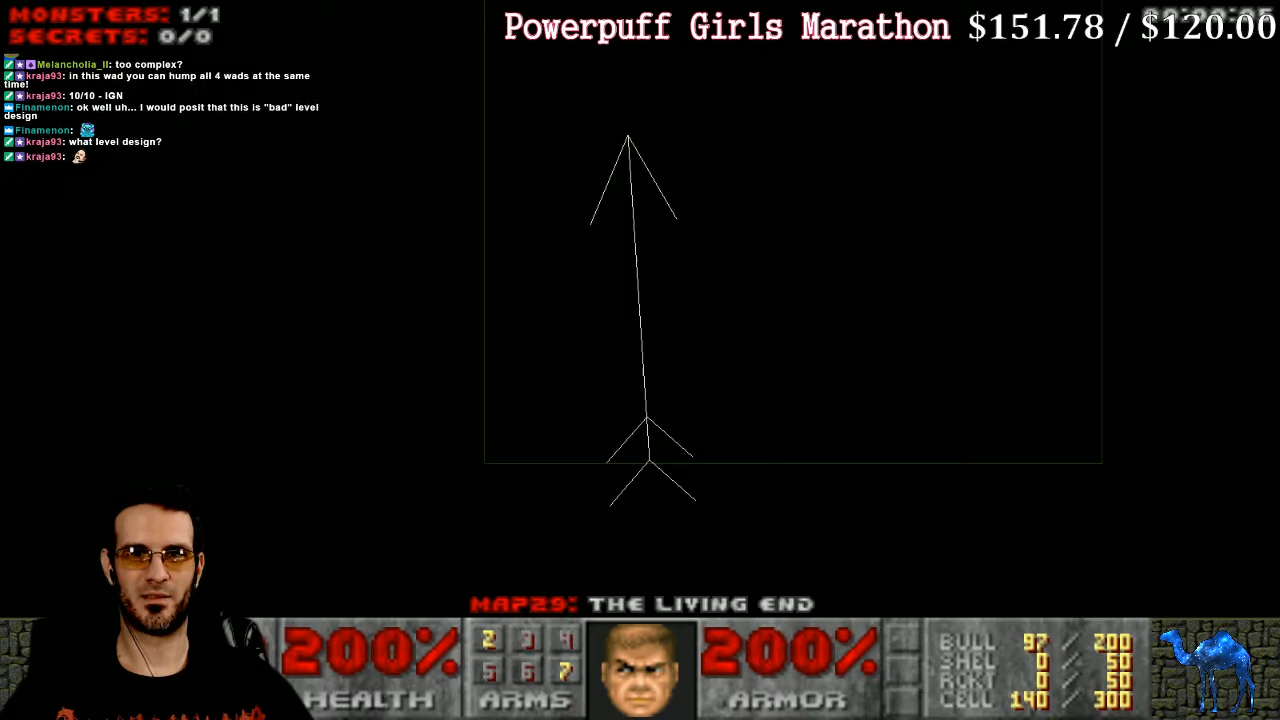 MONSTERS: 1/1
SECRETS: 0/0
Powerpuff Girls Marathon $151.78 / $120.00
Melancholia_II: too complex?
kraja93: in this wad you can hump all 4 wads at the same
time!
kraja93: 10/10 - IGN
Finamenon: ok well uh... I would posit that this is "bad" level
design
Finamenon:
kraja93: what level design?
kraja93:
MAP29: THE LIVING END
200% 2 3 4 200% BULL 97 / 200
5 6 7 SHEL 0 / 50
RCKT 0 / 50
HEALTH ARMS ARMOR CELL 140 / 300